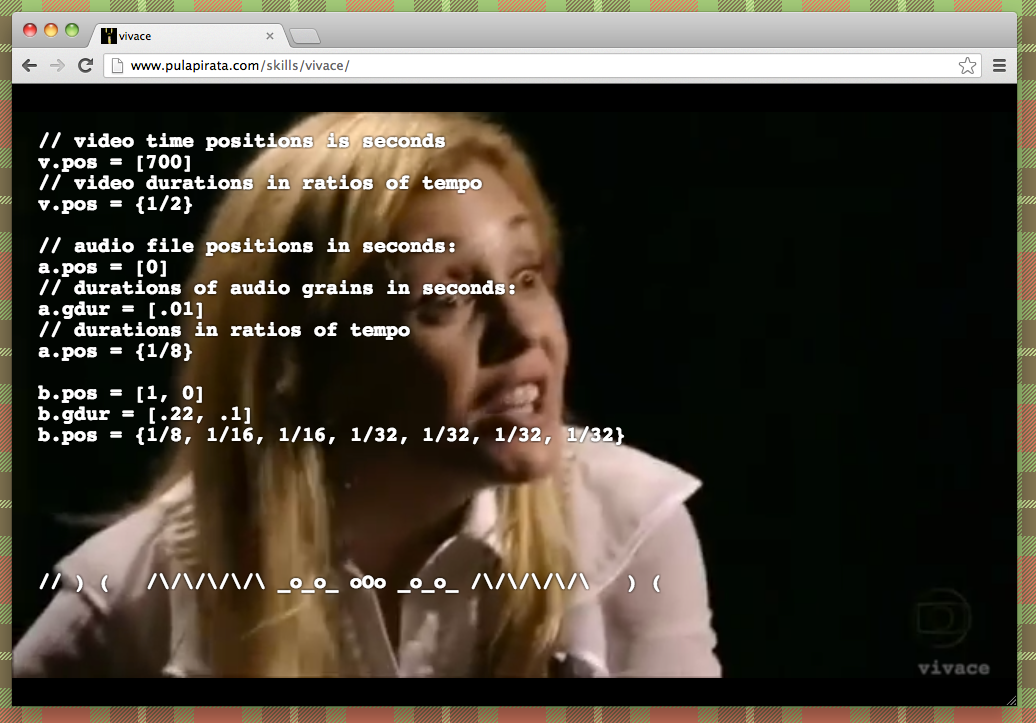 vivace
www.pulapirata.com/skills/vivace/
// video time positions is seconds
v.pos = [700]
// video durations in ratios of tempo
v.pos = {1/2}
// audio file positions in seconds:
a.pos = [0]
// durations of audio grains in seconds:
a.gdur = [.01]
// durations in ratios of tempo
a.pos = {1/8}
b.pos = [1, 0]
b.gdur = [.22, .1]
b.pos = {1/8, 1/16, 1/16, 1/32, 1/32, 1/32, 1/32}
// ) (   /\/\/\/\/\ _o_o_ oOo _o_o_ /\/\/\/\/\   ) (
vivace